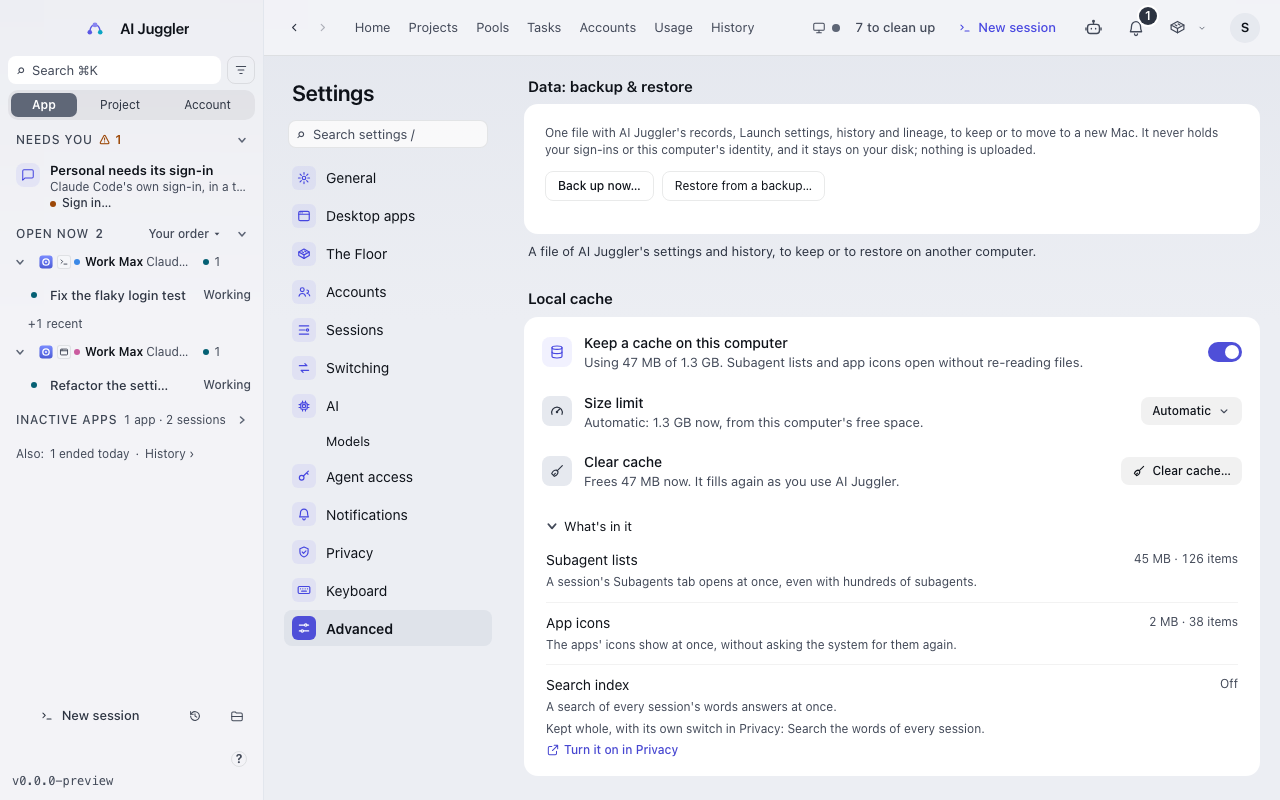 AI Juggler
Search ⌘K
App Project Account
NEEDS YOU 1
Personal needs its sign-in
Claude Code's own sign-in, in a t...
Sign in...
OPEN NOW 2 Your order
Work Max Claud... 1
Fix the flaky login test Working
+1 recent
Work Max Claud... 1
Refactor the setti... Working
INACTIVE APPS 1 app · 2 sessions
Also: 1 ended today · History ›
New session
?
v0.0.0-preview
Home Projects Pools Tasks Accounts Usage History
7 to clean up
New session
1
S
Settings
Search settings /
General
Desktop apps
The Floor
Accounts
Sessions
Switching
AI
Models
Agent access
Notifications
Privacy
Keyboard
Advanced
Data: backup & restore
One file with AI Juggler's records, Launch settings, history and lineage, to keep or to move to a new Mac. It never holds
your sign-ins or this computer's identity, and it stays on your disk; nothing is uploaded.
Back up now... Restore from a backup...
A file of AI Juggler's settings and history, to keep or to restore on another computer.
Local cache
Keep a cache on this computer
Using 47 MB of 1.3 GB. Subagent lists and app icons open without re-reading files.
Size limit
Automatic: 1.3 GB now, from this computer's free space.
Automatic
Clear cache
Frees 47 MB now. It fills again as you use AI Juggler.
Clear cache...
What's in it
Subagent lists 45 MB · 126 items
A session's Subagents tab opens at once, even with hundreds of subagents.
App icons 2 MB · 38 items
The apps' icons show at once, without asking the system for them again.
Search index Off
A search of every session's words answers at once.
Kept whole, with its own switch in Privacy: Search the words of every session.
Turn it on in Privacy